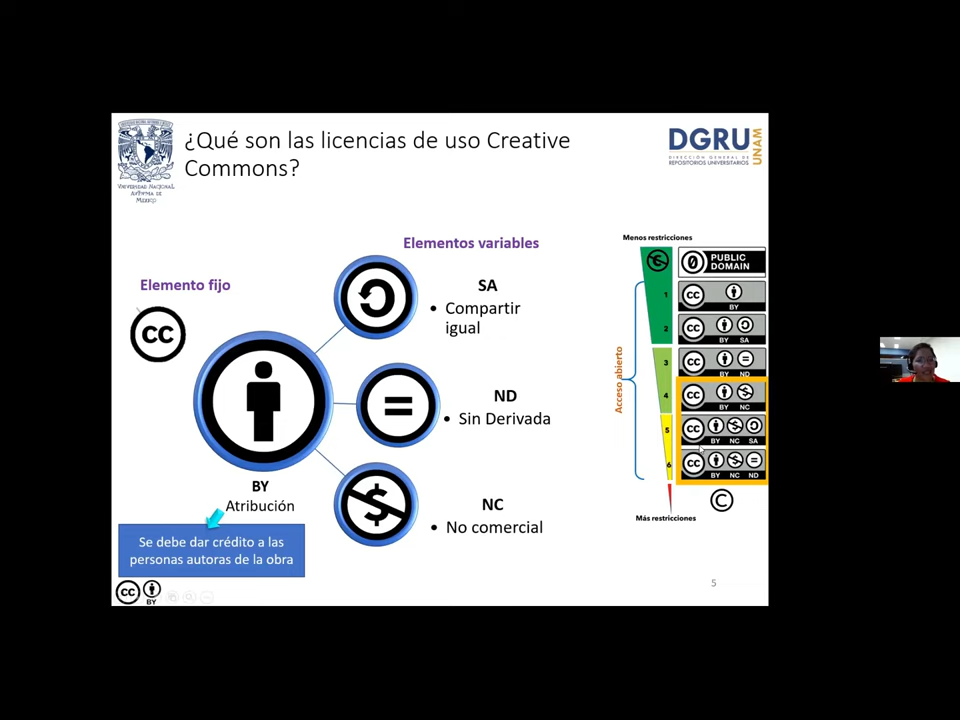 ¿Qué son las licencias de uso Creative
Commons?
UNIVERSIDAD NACIONAL
AUTÓNOMA DE
MÉXICO
DGRU
UNAM
DIRECCIÓN GENERAL DE
REPOSITORIOS UNIVERSITARIOS
Elemento fijo
cc
BY
Atribución
Se debe dar crédito a las
personas autoras de la obra
Elementos variables
SA
• Compartir
igual
=
ND
• Sin Derivada
$
NC
• No comercial
Menos restricciones
Acceso abierto
0 PUBLIC
DOMAIN
1
cc
BY
2
cc
BY SA
3
cc =
BY ND
4
cc $
BY NC
5
cc $
BY NC SA
6
cc $ =
BY NC ND
C
Más restricciones
cc
BY
5